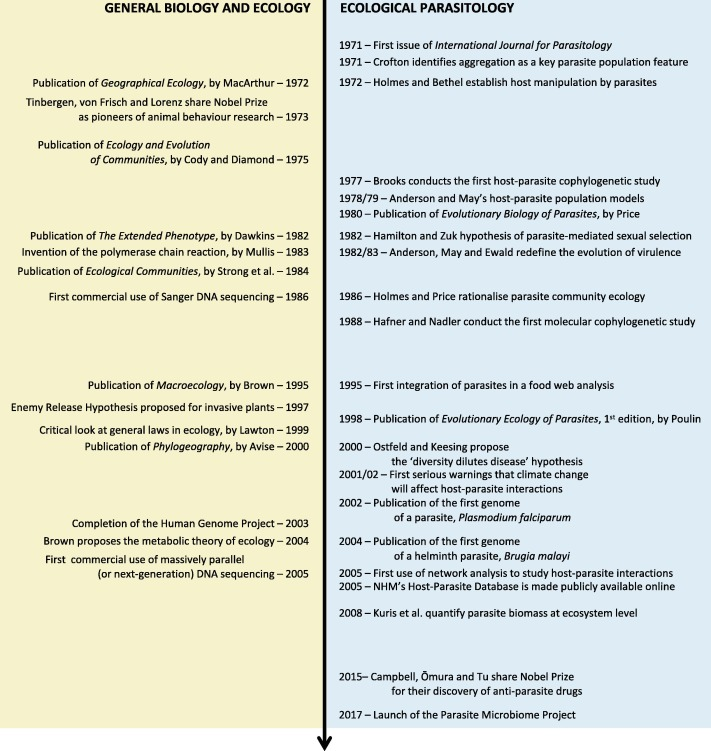 GENERAL BIOLOGY AND ECOLOGY
Publication of Geographical Ecology, by MacArthur – 1972
Tinbergen, von Frisch and Lorenz share Nobel Prize
as pioneers of animal behaviour research – 1973
Publication of Ecology and Evolution
of Communities, by Cody and Diamond – 1975
Publication of The Extended Phenotype, by Dawkins – 1982
Invention of the polymerase chain reaction, by Mullis – 1983
Publication of Ecological Communities, by Strong et al. – 1984
First commercial use of Sanger DNA sequencing – 1986
Publication of Macroecology, by Brown – 1995
Enemy Release Hypothesis proposed for invasive plants – 1997
Critical look at general laws in ecology, by Lawton – 1999
Publication of Phylogeography, by Avise – 2000
Completion of the Human Genome Project – 2003
Brown proposes the metabolic theory of ecology – 2004
First commercial use of massively parallel
(or next-generation) DNA sequencing – 2005
ECOLOGICAL PARASITOLOGY
1971 – First issue of International Journal for Parasitology
1971 – Crofton identifies aggregation as a key parasite population feature
1972 – Holmes and Bethel establish host manipulation by parasites
1977 – Brooks conducts the first host-parasite cophylogenetic study
1978/79 – Anderson and May's host-parasite population models
1980 – Publication of Evolutionary Biology of Parasites, by Price
1982 – Hamilton and Zuk hypothesis of parasite-mediated sexual selection
1982/83 – Anderson, May and Ewald redefine the evolution of virulence
1986 – Holmes and Price rationalise parasite community ecology
1988 – Hafner and Nadler conduct the first molecular cophylogenetic study
1995 – First integration of parasites in a food web analysis
1998 – Publication of Evolutionary Ecology of Parasites, 1st edition, by Poulin
2000 – Ostfeld and Keesing propose
the 'diversity dilutes disease' hypothesis
2001/02 – First serious warnings that climate change
will affect host-parasite interactions
2002 – Publication of the first genome
of a parasite, Plasmodium falciparum
2004 – Publication of the first genome
of a helminth parasite, Brugia malayi
2005 – First use of network analysis to study host-parasite interactions
2005 – NHM's Host-Parasite Database is made publicly available online
2008 – Kuris et al. quantify parasite biomass at ecosystem level
2015– Campbell, Ōmura and Tu share Nobel Prize
for their discovery of anti-parasite drugs
2017 – Launch of the Parasite Microbiome Project